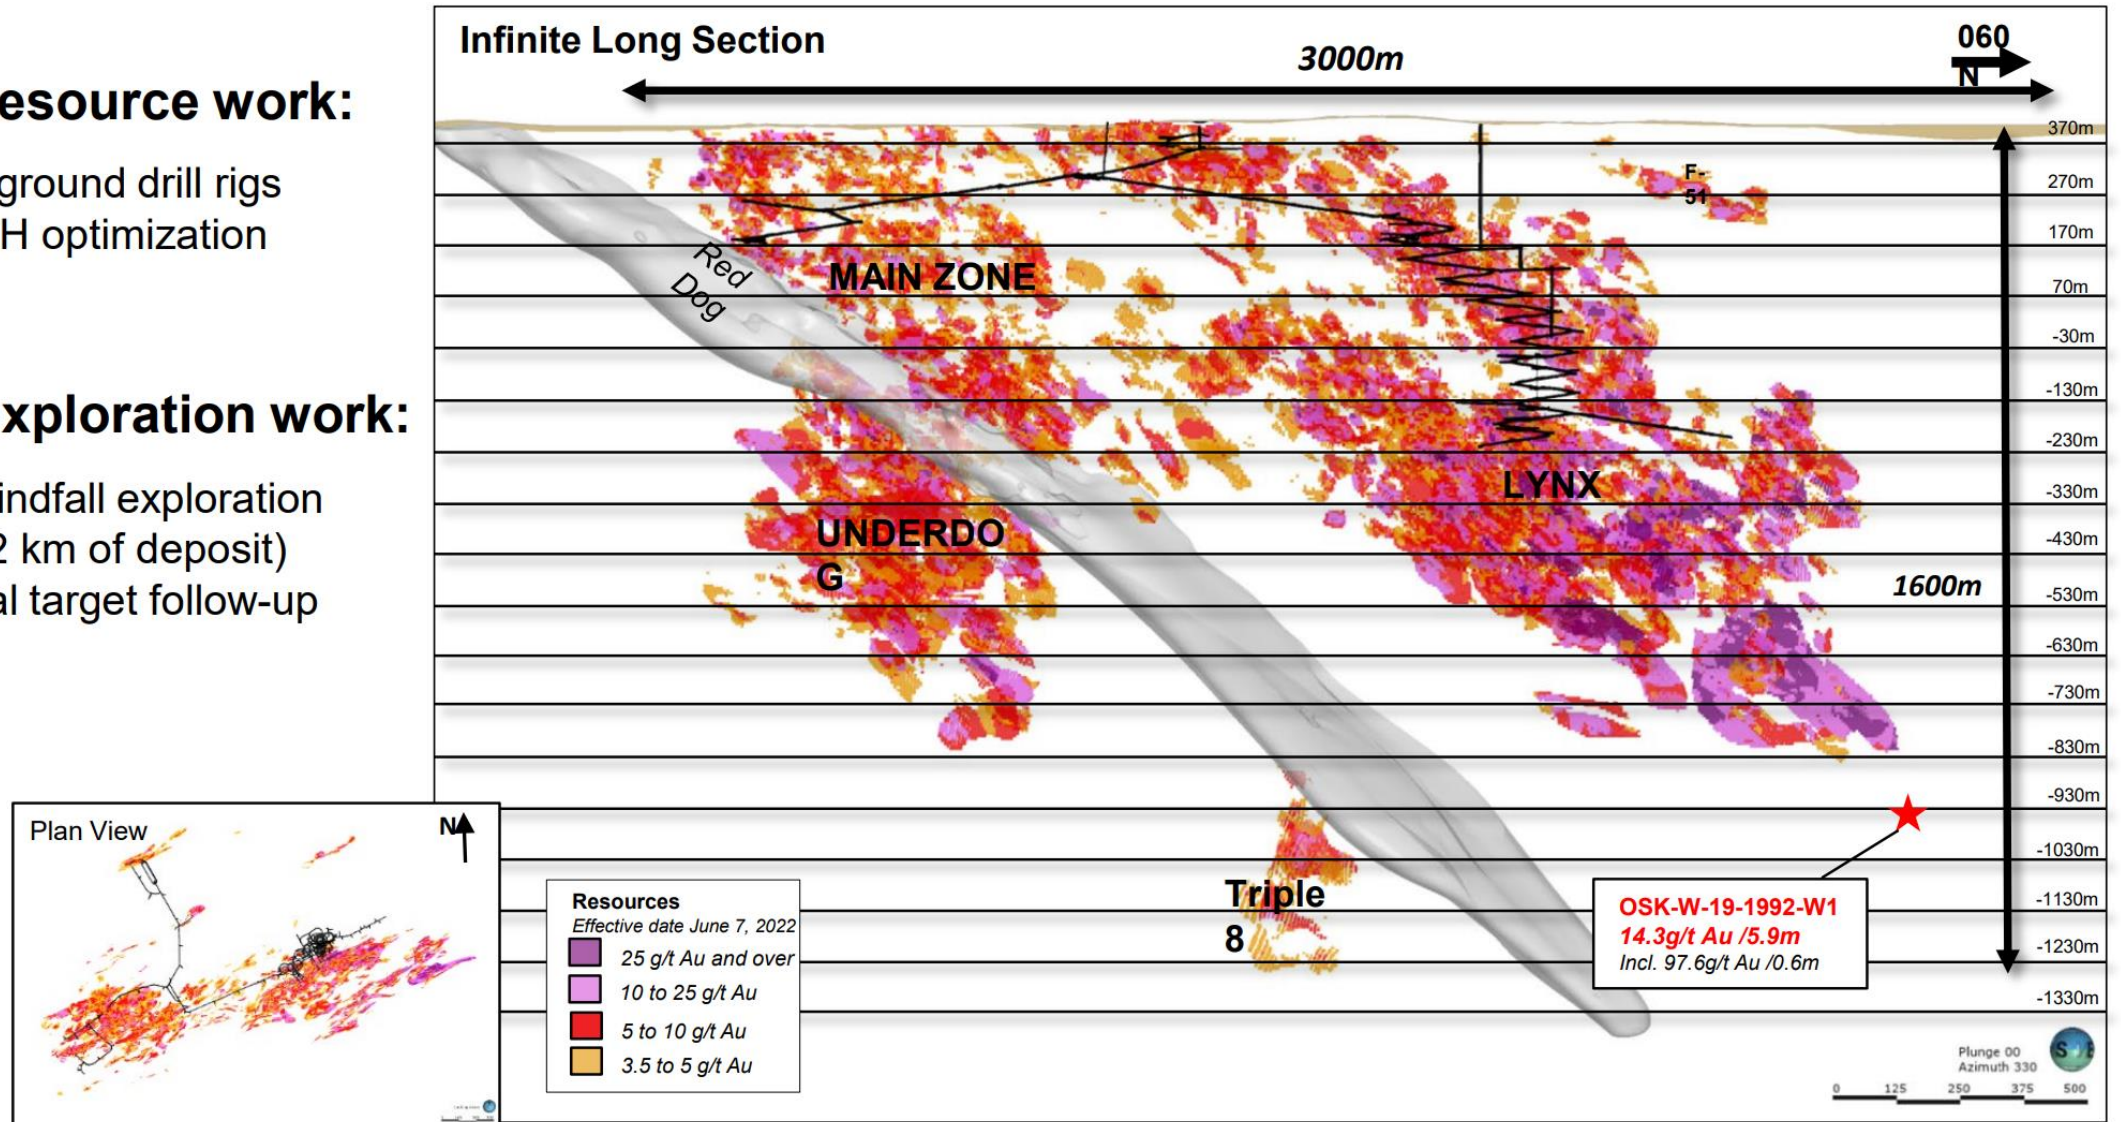 esource work:
ground drill rigs
H optimization
xploration work:
indfall exploration
2 km of deposit)
al target follow-up
Infinite Long Section
3000m
060
N
370m
270m
170m
70m
-30m
-130m
-230m
-330m
-430m
-530m
-630m
-730m
-830m
-930m
-1030m
-1130m
-1230m
-1330m
F-
51
Red
Dog
MAIN ZONE
LYNX
UNDERDO
G
1600m
Triple
8
OSK-W-19-1992-W1
14.3g/t Au /5.9m
Incl. 97.6g/t Au /0.6m
Plan View
N
Resources
Effective date June 7, 2022
25 g/t Au and over
10 to 25 g/t Au
5 to 10 g/t Au
3.5 to 5 g/t Au
Plunge 00
Azimuth 330
S
0 125 250 375 500